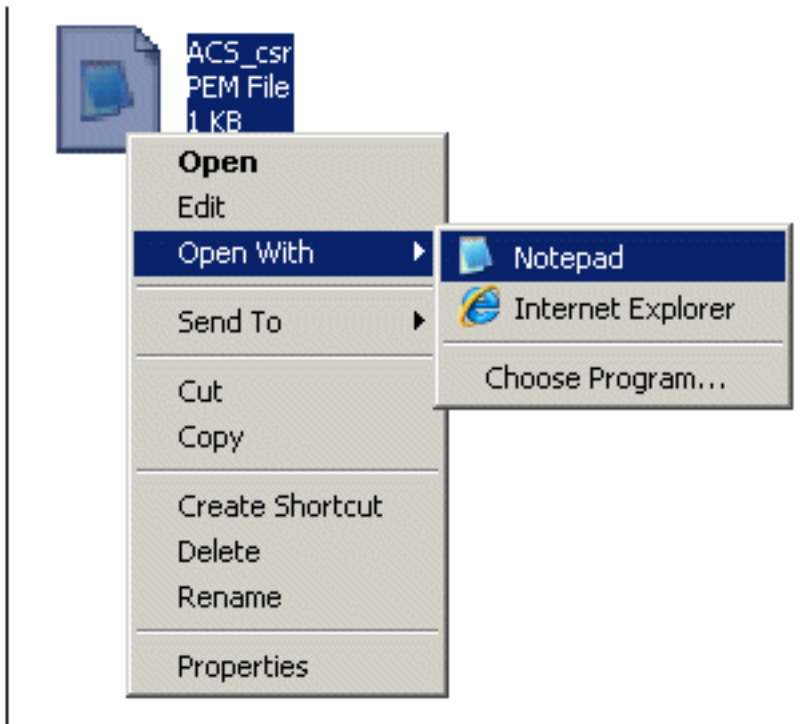 ACS_csr
PEM File
1 KB
Open
Edit
Open With
Notepad
Internet Explorer
Choose Program...
Send To
Cut
Copy
Create Shortcut
Delete
Rename
Properties